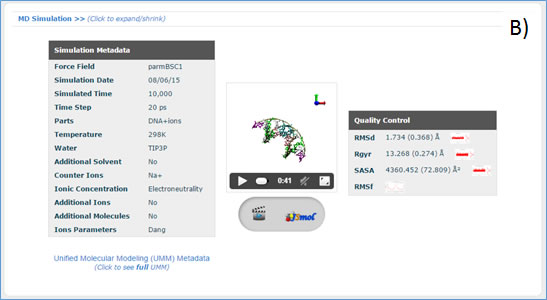 MD Simulation >> (Click to expand/shrink)
B)
Simulation Metadata
Force Field parmBSC1
Simulation Date 08/06/15
Simulated Time 10,000
Time Step 20 ps
Parts DNA+ions
Temperature 298K
Water TIP3P
Additional Solvent No
Counter Ions Na+
Ionic Concentration Electroneutrality
Additional Ions No
Additional Molecules No
Ions Parameters Dang
Unified Molecular Modeling (UMM) Metadata
(Click to see full UMM)
0:41
JSmol
Quality Control
RMSd 1.734 (0.368) Å
Rgyr 13.268 (0.274) Å
SASA 4360.452 (72.809) Å²
RMSf